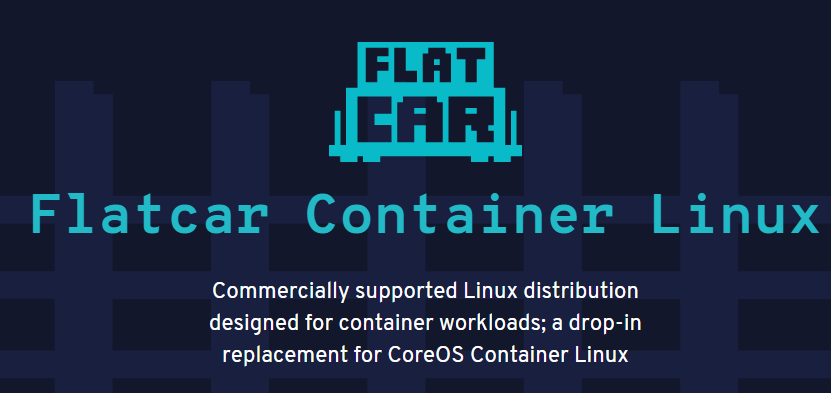 FLAT
CAR
Flatcar Container Linux
Commercially supported Linux distribution
designed for container workloads; a drop-in
replacement for CoreOS Container Linux